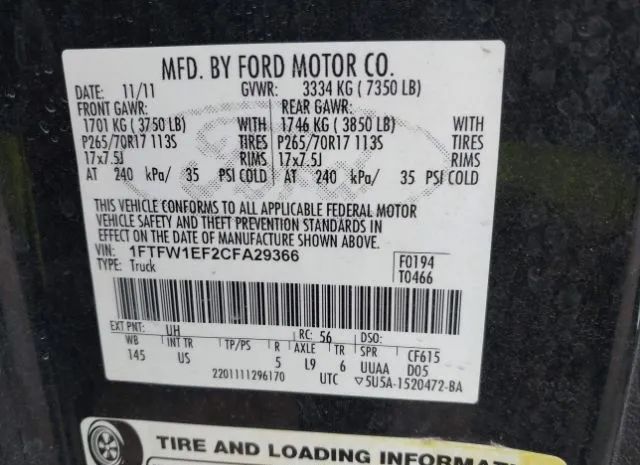 MFD. BY FORD MOTOR CO.
DATE: 11/11 GVWR: 3334 KG ( 7350 LB)
FRONT GAWR: REAR GAWR:
1701 KG ( 3750 LB) WITH 1746 KG ( 3850 LB) WITH
P265/70R17 113S TIRES P265/70R17 113S TIRES
17x7.5J RIMS 17x7.5J RIMS
AT 240 kPa/ 35 PSI COLD AT 240 kPa/ 35 PSI COLD
THIS VEHICLE CONFORMS TO ALL APPLICABLE FEDERAL MOTOR
VEHICLE SAFETY AND THEFT PREVENTION STANDARDS IN
EFFECT ON THE DATE OF MANUFACTURE SHOWN ABOVE.
VIN: 1FTFW1EF2CFA29366 F0194
TYPE: Truck T0466
EXT PNT: UH RC: 56 DSO:
WB INT TR TP/PS R AXLE TR SPR CF615
145 US 5 L9 6 UUAA D05
2201111296170 UTC ▽5U5A-1520472-BA
TIRE AND LOADING INFORMATION